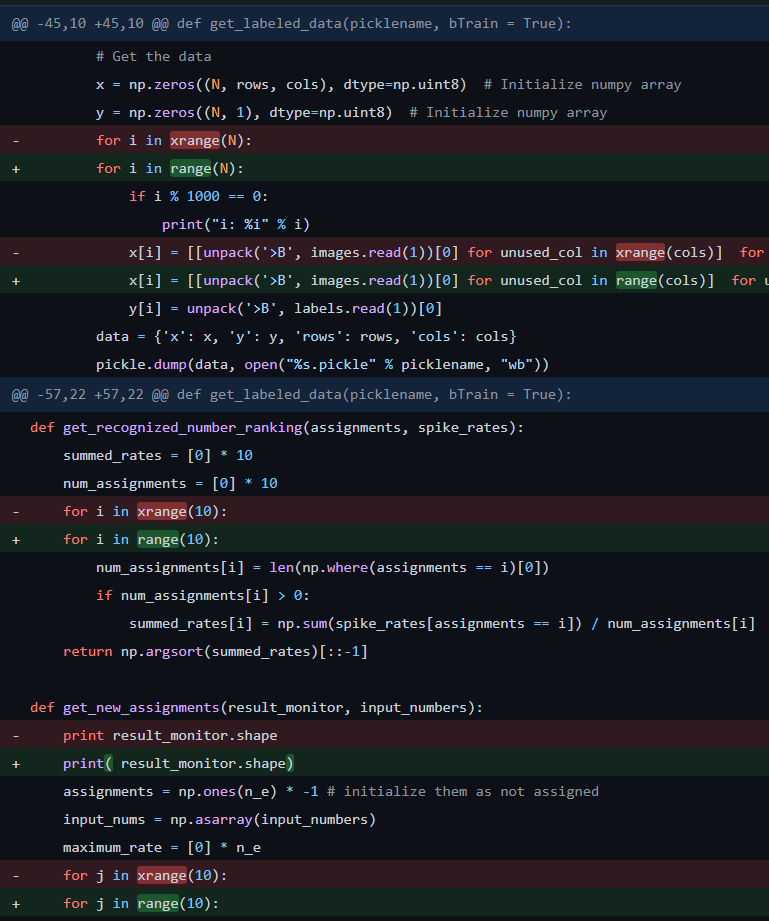 @@ -45,10 +45,10 @@ def get_labeled_data(picklename, bTrain = True):
# Get the data
x = np.zeros((N, rows, cols), dtype=np.uint8)  # Initialize numpy array
y = np.zeros((N, 1), dtype=np.uint8)  # Initialize numpy array
- for i in xrange(N):
+ for i in range(N):
if i % 1000 == 0:
print("i: %i" % i)
- x[i] = [[unpack('>B', images.read(1))[0] for unused_col in xrange(cols)]  for
+ x[i] = [[unpack('>B', images.read(1))[0] for unused_col in range(cols)]  for u
y[i] = unpack('>B', labels.read(1))[0]
data = {'x': x, 'y': y, 'rows': rows, 'cols': cols}
pickle.dump(data, open("%s.pickle" % picklename, "wb"))
@@ -57,22 +57,22 @@ def get_labeled_data(picklename, bTrain = True):
def get_recognized_number_ranking(assignments, spike_rates):
summed_rates = [0] * 10
num_assignments = [0] * 10
- for i in xrange(10):
+ for i in range(10):
num_assignments[i] = len(np.where(assignments == i)[0])
if num_assignments[i] > 0:
summed_rates[i] = np.sum(spike_rates[assignments == i]) / num_assignments[i]
return np.argsort(summed_rates)[::-1]
def get_new_assignments(result_monitor, input_numbers):
- print result_monitor.shape
+ print( result_monitor.shape)
assignments = np.ones(n_e) * -1 # initialize them as not assigned
input_nums = np.asarray(input_numbers)
maximum_rate = [0] * n_e
- for j in xrange(10):
+ for j in range(10):